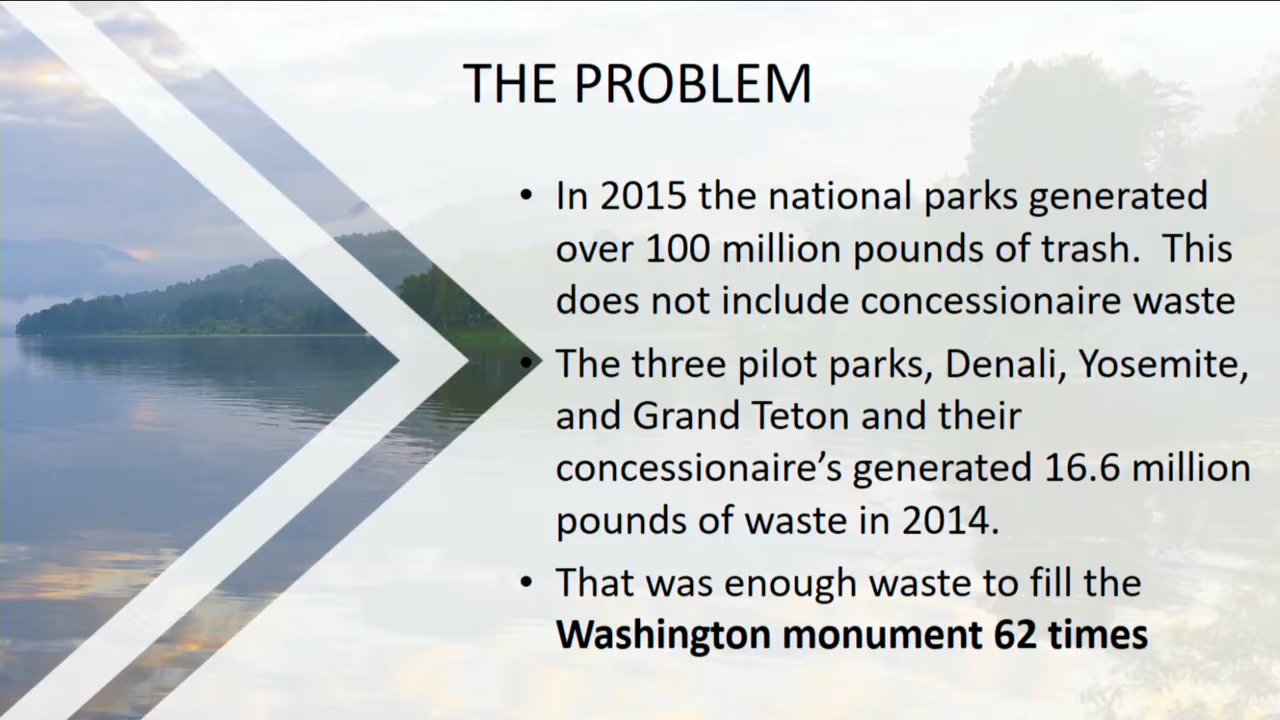 THE PROBLEM
• In 2015 the national parks generated
over 100 million pounds of trash.  This
does not include concessionaire waste
• The three pilot parks, Denali, Yosemite,
and Grand Teton and their
concessionaire’s generated 16.6 million
pounds of waste in 2014.
• That was enough waste to fill the
Washington monument 62 times